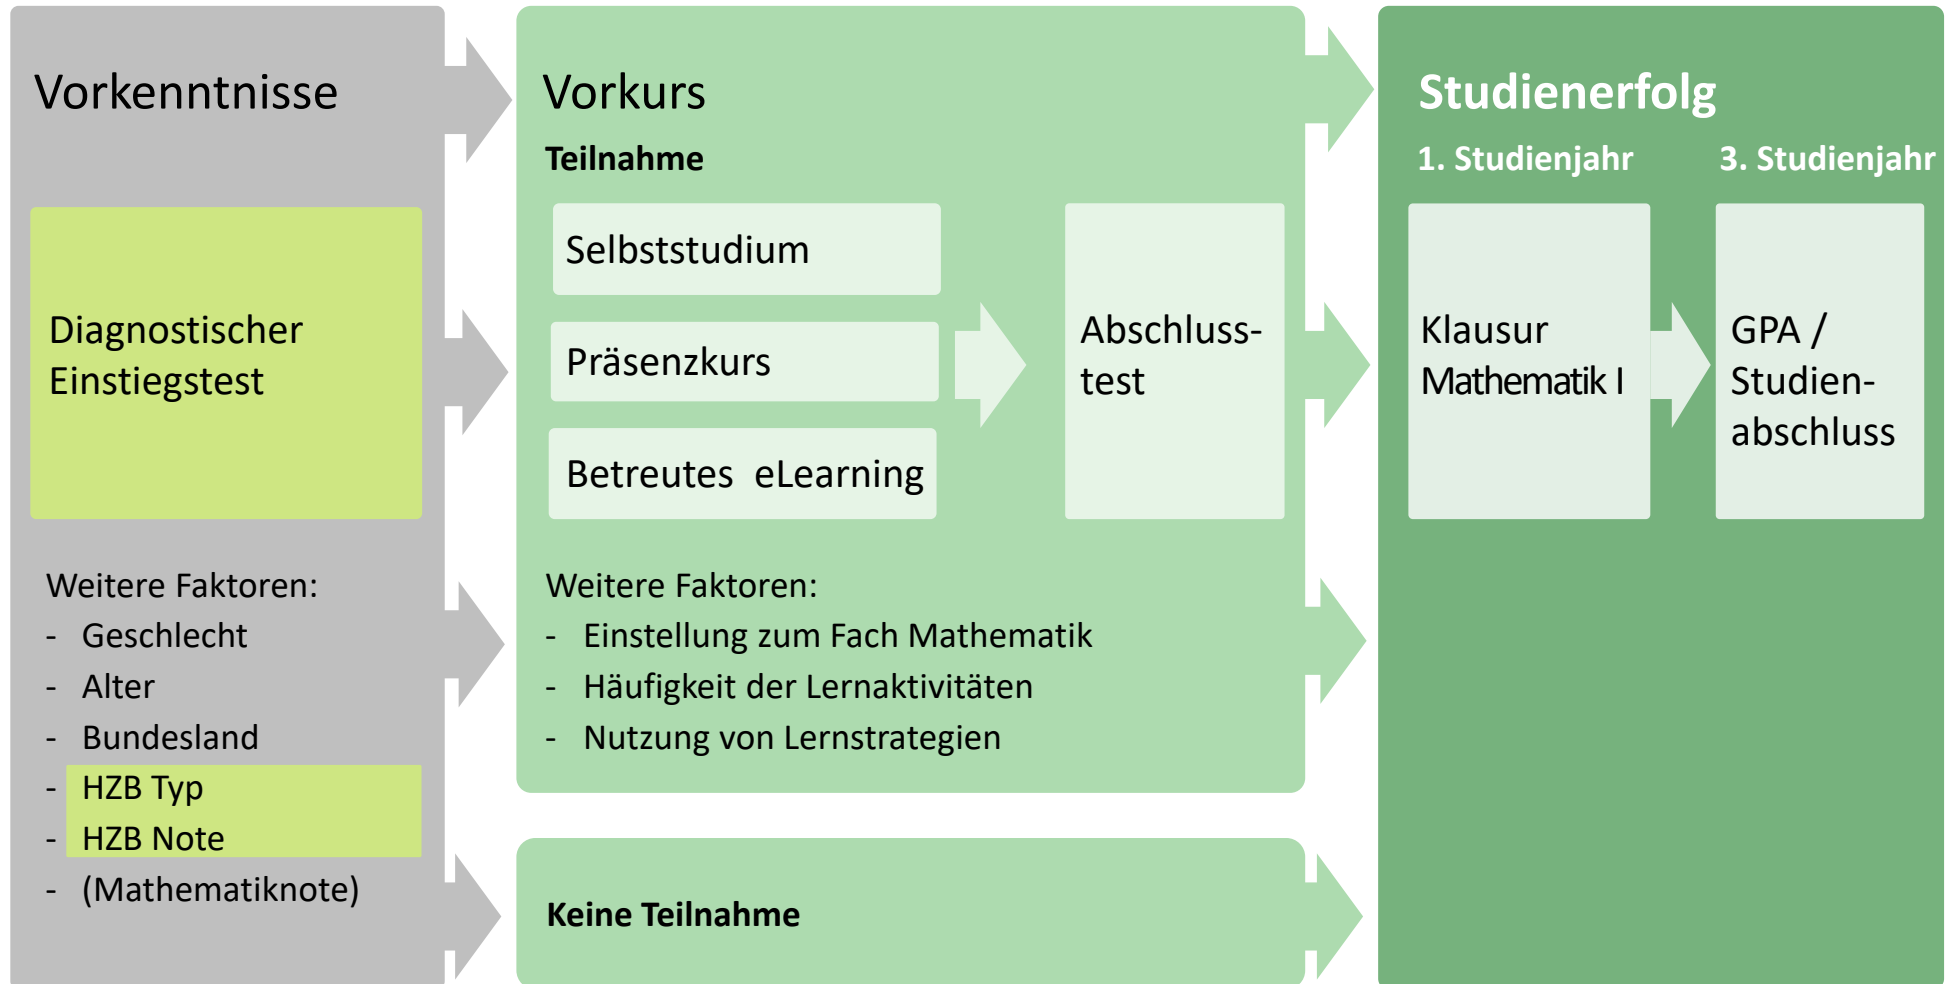 Vorkenntnisse
Diagnostischer
Einstiegstest
Weitere Faktoren:
- Geschlecht
- Alter
- Bundesland
- HZB Typ
- HZB Note
- (Mathematiknote)
Vorkurs
Teilnahme
Selbststudium
Präsenzkurs
Betreutes eLearning
Abschluss-
test
Weitere Faktoren:
- Einstellung zum Fach Mathematik
- Häufigkeit der Lernaktivitäten
- Nutzung von Lernstrategien
Keine Teilnahme
Studienerfolg
1. Studienjahr
3. Studienjahr
Klausur
Mathematik I
GPA /
Studien-
abschluss